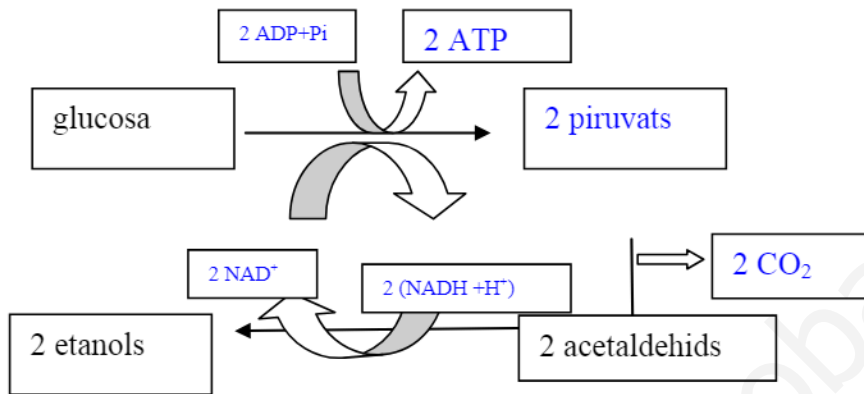 2 ADP+Pi
2 ATP
glucosa
2 piruvats
2 NAD⁺
2 (NADH +H⁺)
2 CO₂
2 etanols
2 acetaldehids